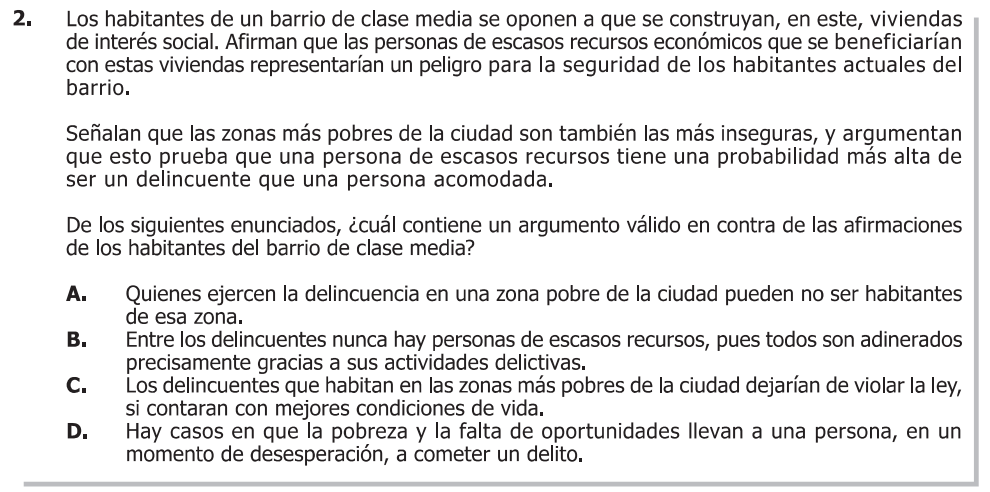 2. Los habitantes de un barrio de clase media se oponen a que se construyan, en este, viviendas
de interés social. Afirman que las personas de escasos recursos económicos que se beneficiarían
con estas viviendas representarían un peligro para la seguridad de los habitantes actuales del
barrio.
Señalan que las zonas más pobres de la ciudad son también las más inseguras, y argumentan
que esto prueba que una persona de escasos recursos tiene una probabilidad más alta de
ser un delincuente que una persona acomodada.
De los siguientes enunciados, ¿cuál contiene un argumento válido en contra de las afirmaciones
de los habitantes del barrio de clase media?
A. Quienes ejercen la delincuencia en una zona pobre de la ciudad pueden no ser habitantes
de esa zona.
B. Entre los delincuentes nunca hay personas de escasos recursos, pues todos son adinerados
precisamente gracias a sus actividades delictivas.
C. Los delincuentes que habitan en las zonas más pobres de la ciudad dejarían de violar la ley,
si contaran con mejores condiciones de vida.
D. Hay casos en que la pobreza y la falta de oportunidades llevan a una persona, en un
momento de desesperación, a cometer un delito.